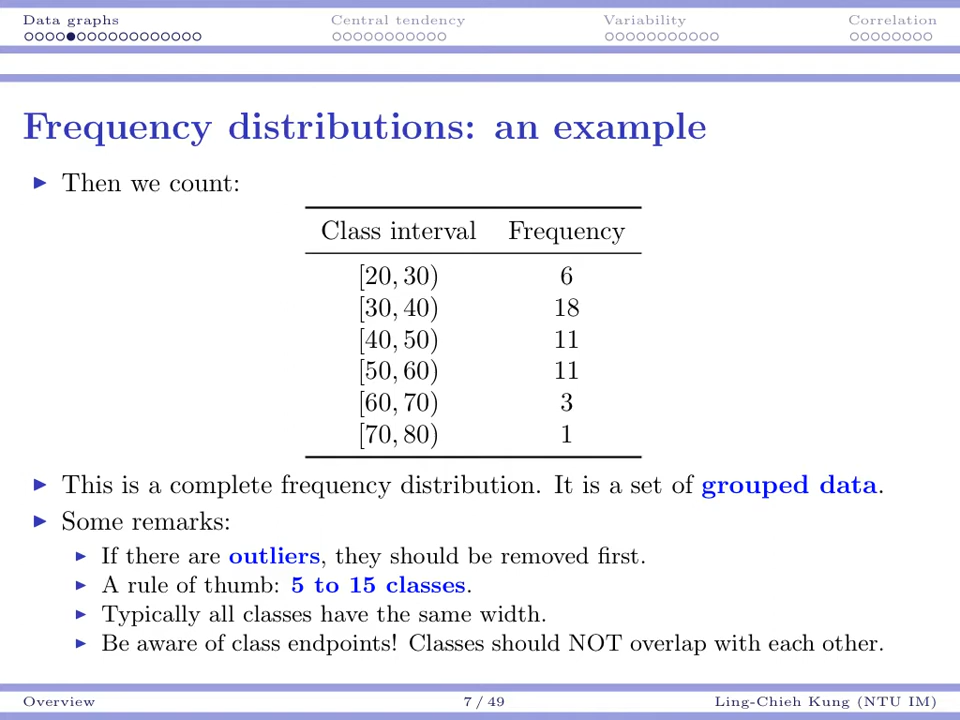 Data graphs Central tendency Variability Correlation
Frequency distributions: an example
Then we count:
Class interval Frequency
[20, 30) 6
[30, 40) 18
[40, 50) 11
[50, 60) 11
[60, 70) 3
[70, 80) 1
This is a complete frequency distribution. It is a set of grouped data.
Some remarks:
If there are outliers, they should be removed first.
A rule of thumb: 5 to 15 classes.
Typically all classes have the same width.
Be aware of class endpoints! Classes should NOT overlap with each other.
Overview 7 / 49 Ling-Chieh Kung (NTU IM)